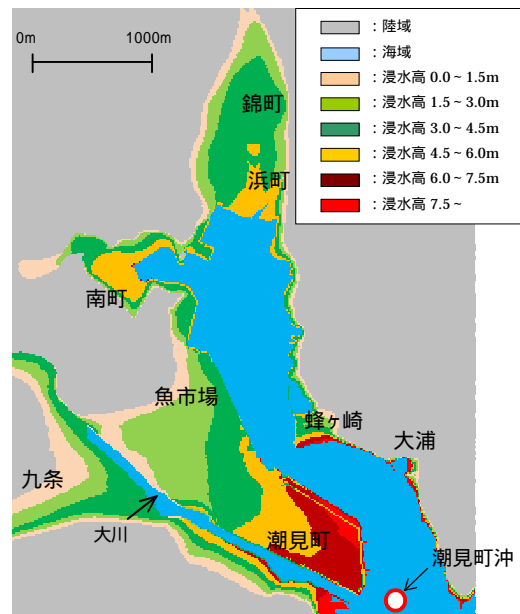 0m 1000m
：陸域
：海域
：浸水高 0.0~1.5m
：浸水高 1.5~3.0m
：浸水高 3.0~4.5m
：浸水高 4.5~6.0m
：浸水高 6.0~7.5m
：浸水高 7.5~
錦町
浜町
南町
魚市場
蜂ヶ崎
大浦
九条
大川
潮見町
潮見町沖